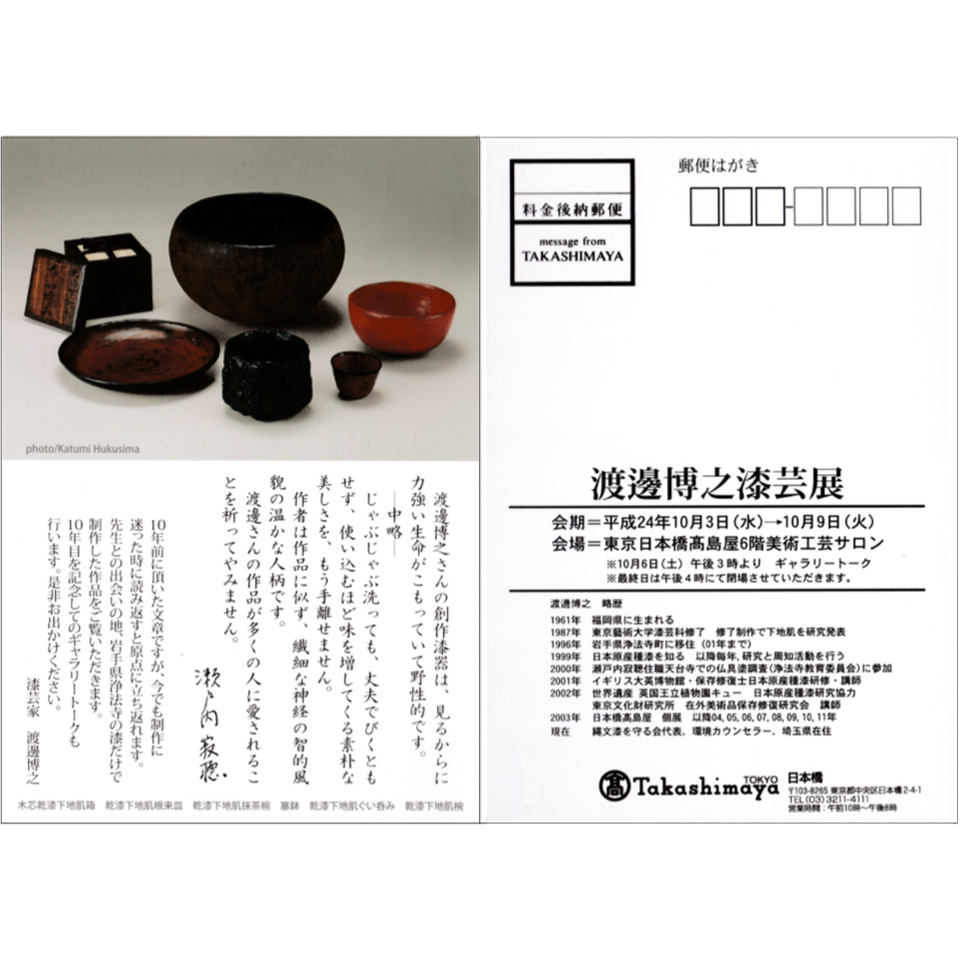 photo/Katumi Hukusima
渡邊博之さんの創作漆器は、見るからに
力強い生命がこもっていて野性的です。
―中略―
じゃぶじゃぶ洗っても、丈夫でびくとも
せず、使い込むほど味を増してくる素朴な
美しさを、もう手離せません。
作者は作品に似ず、繊細な神経の智的風
貌の温かな人柄です。
渡邊さんの作品が多くの人に愛されるこ
とを祈ってやみません。
瀬戸内寂聴
10年前に頂いた文章ですが、今でも制作に
迷った時に読み返すと原点に立ち返れます。
先生との出会いの地、岩手県浄法寺の漆だけで
制作した作品をご覧いただきます。
10年目を記念してのギャラリートークも
行います。是非お出かけください。
漆芸家 渡邊博之
木芯乾漆下地肌箱 乾漆下地肌根来皿 乾漆下地肌抹茶椀 塞鉢 乾漆下地肌ぐい呑み 乾漆下地肌椀
郵便はがき
料金後納郵便
message from
TAKASHIMAYA
渡邊博之漆芸展
会期＝平成24年10月3日(水)→10月9日(火)
会場＝東京日本橋髙島屋6階美術工芸サロン
※10月6日(土) 午後3時より ギャラリートーク
※最終日は午後4時にて閉場させていただきます。
渡邊博之 略歴
1961年 福岡県に生まれる
1987年 東京藝術大学漆芸科修了 修了制作で下地肌を研究発表
1996年 岩手県浄法寺町に移住（01年まで）
1999年 日本原産種漆を知る 以降毎年,研究と周知活動を行う
2000年 瀬戸内寂聴住職天台寺での仏具塗調査(浄法寺教育委員会)に参加
2001年 イギリス大英博物館・保存修復士日本原産種漆研修・講師
2002年 世界遺産 英国王立植物園キュー 日本原産種漆研究協力
東京文化財研究所 在外美術品保存修復研究会 講師
2003年 日本橋髙島屋 個展 以降04,05,06,07,08,09,10,11年
現在 縄文漆を守る会代表、環境カウンセラー、埼玉県在住
髙 Takashimaya TOKYO 日本橋
〒103-8265 東京都中央区日本橋2-4-1
TEL(03)3211-4111
営業時間：午前10時〜午後8時